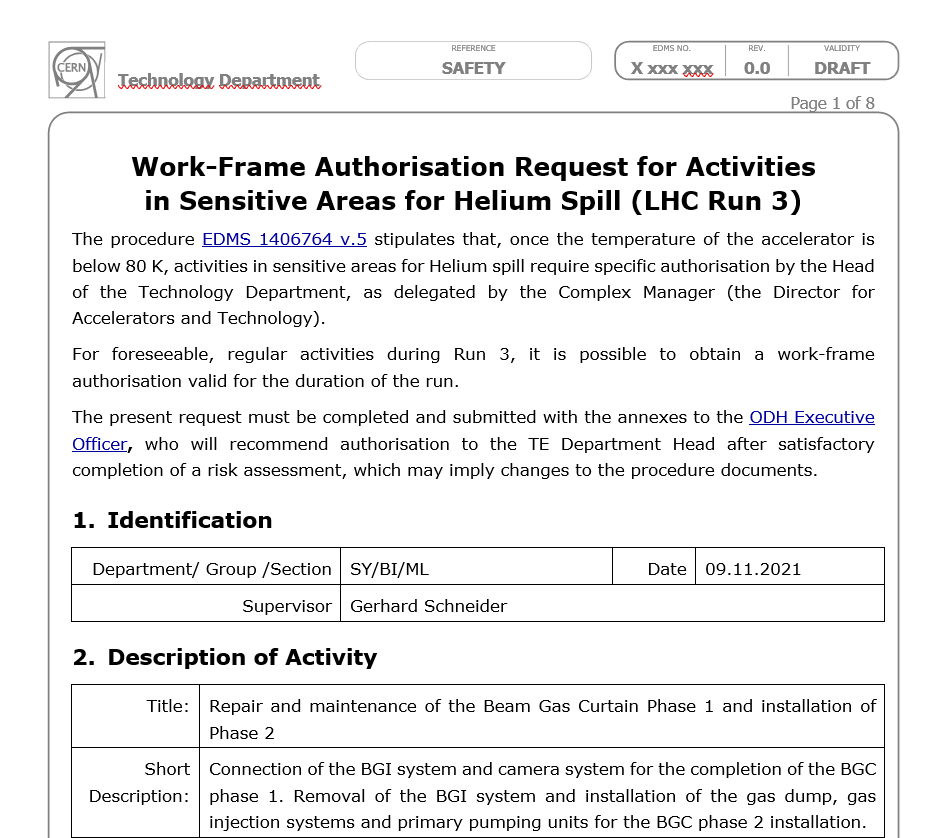 CERN
Technology Department
REFERENCE
SAFETY
EDMS NO.
REV.
VALIDITY
X xxx xxx
0.0
DRAFT
Page 1 of 8
Work-Frame Authorisation Request for Activities
in Sensitive Areas for Helium Spill (LHC Run 3)
The procedure EDMS 1406764 v.5 stipulates that, once the temperature of the accelerator is
below 80 K, activities in sensitive areas for Helium spill require specific authorisation by the Head
of the Technology Department, as delegated by the Complex Manager (the Director for
Accelerators and Technology).
For foreseeable, regular activities during Run 3, it is possible to obtain a work-frame
authorisation valid for the duration of the run.
The present request must be completed and submitted with the annexes to the ODH Executive
Officer, who will recommend authorisation to the TE Department Head after satisfactory
completion of a risk assessment, which may imply changes to the procedure documents.
1. Identification
Department/ Group /Section SY/BI/ML Date 09.11.2021
Supervisor Gerhard Schneider
2. Description of Activity
Title: Repair and maintenance of the Beam Gas Curtain Phase 1 and installation of
Phase 2
Short Connection of the BGI system and camera system for the completion of the BGC
Description: phase 1. Removal of the BGI system and installation of the gas dump, gas
injection systems and primary pumping units for the BGC phase 2 installation.